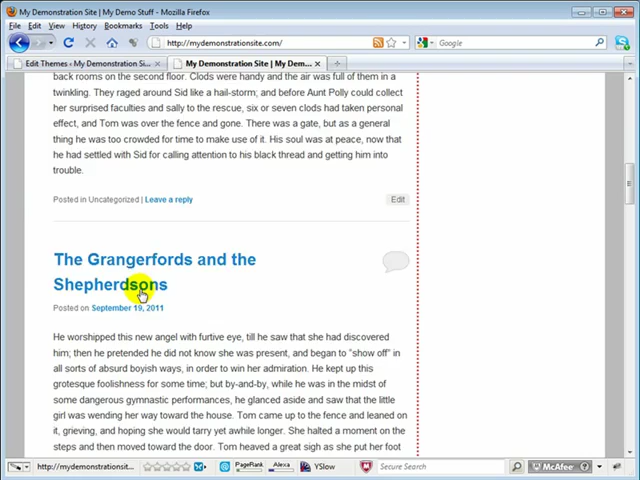 My Demonstration Site | My Demo Stuff - Mozilla Firefox
File Edit View History Bookmarks Tools Help
http://mydemonstrationsite.com/
Google
Edit Themes ‹ My Demonstration Si...
My Demonstration Site | My Dem...
back rooms on the second floor. Clods were handy and the air was full of them in a
twinkling. They raged around Sid like a hail-storm; and before Aunt Polly could collect
her surprised faculties and sally to the rescue, six or seven clods had taken personal
effect, and Tom was over the fence and gone. There was a gate, but as a general
thing he was too crowded for time to make use of it. His soul was at peace, now that
he had settled with Sid for calling attention to his black thread and getting him into
trouble.
Posted in Uncategorized | Leave a reply
Edit
The Grangerfords and the
Shepherdsons
Posted on September 19, 2011
He worshipped this new angel with furtive eye, till he saw that she had discovered
him; then he pretended he did not know she was present, and began to "show off" in
all sorts of absurd boyish ways, in order to win her admiration. He kept up this
grotesque foolishness for some time; but by-and-by, while he was in the midst of
some dangerous gymnastic performances, he glanced aside and saw that the little
girl was wending her way toward the house. Tom came up to the fence and leaned on
it, grieving, and hoping she would tarry yet awhile longer. She halted a moment on the
steps and then moved toward the door. Tom heaved a great sigh as she put her foot
http://mydemonstrationsit...
PageRank
Alexa
YSlow
Secure Search
McAfee